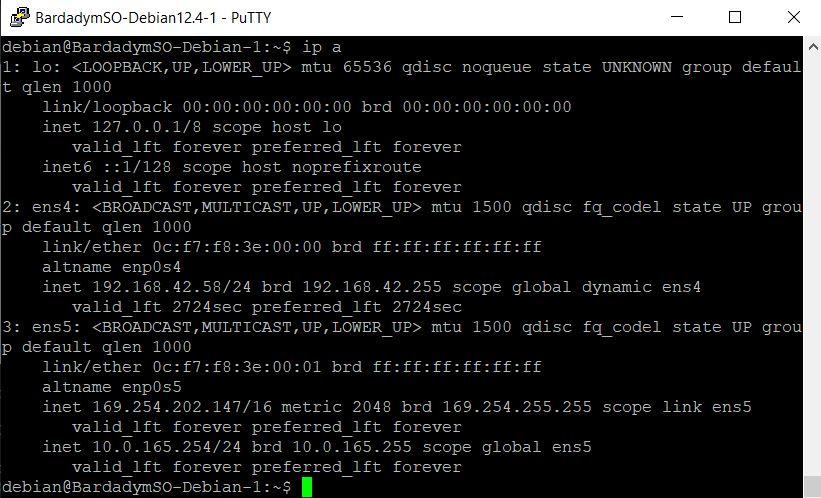 BardadymSO-Debian12.4-1 - PuTTY
debian@BardadymSO-Debian-1:~$ ip a
1: lo: <LOOPBACK,UP,LOWER_UP> mtu 65536 qdisc noqueue state UNKNOWN group defaul
t qlen 1000
    link/loopback 00:00:00:00:00:00 brd 00:00:00:00:00:00
    inet 127.0.0.1/8 scope host lo
       valid_lft forever preferred_lft forever
    inet6 ::1/128 scope host noprefixroute
       valid_lft forever preferred_lft forever
2: ens4: <BROADCAST,MULTICAST,UP,LOWER_UP> mtu 1500 qdisc fq_codel state UP grou
p default qlen 1000
    link/ether 0c:f7:f8:3e:00:00 brd ff:ff:ff:ff:ff:ff
    altname enp0s4
    inet 192.168.42.58/24 brd 192.168.42.255 scope global dynamic ens4
       valid_lft 2724sec preferred_lft 2724sec
3: ens5: <BROADCAST,MULTICAST,UP,LOWER_UP> mtu 1500 qdisc fq_codel state UP grou
p default qlen 1000
    link/ether 0c:f7:f8:3e:00:01 brd ff:ff:ff:ff:ff:ff
    altname enp0s5
    inet 169.254.202.147/16 metric 2048 brd 169.254.255.255 scope link ens5
       valid_lft forever preferred_lft forever
    inet 10.0.165.254/24 brd 10.0.165.255 scope global ens5
       valid_lft forever preferred_lft forever
debian@BardadymSO-Debian-1:~$